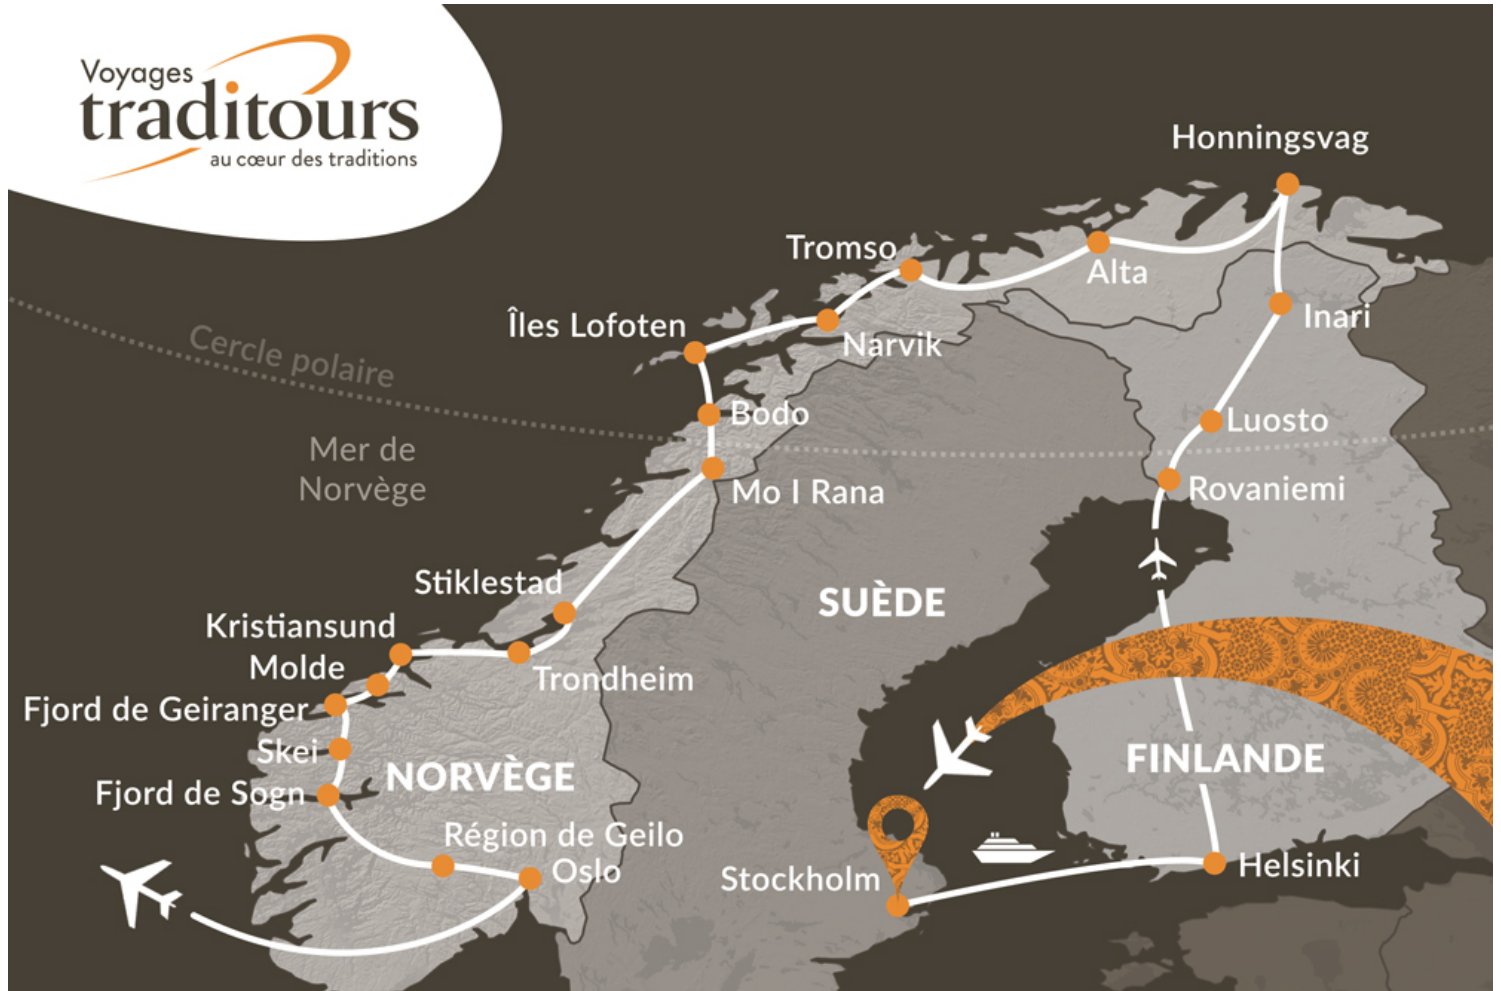 Voyages
traditours
au cœur des traditions
Honningsvag
Tromso
Alta
Îles Lofoten
Narvik
Inari
Cercle polaire
Bodo
Luosto
Mer de
Norvège
Mo I Rana
Rovaniemi
Stiklestad
SUÈDE
Kristiansund
Molde
Trondheim
Fjord de Geiranger
Skei
NORVÈGE
FINLANDE
Fjord de Sogn
Région de Geilo
Oslo
Stockholm
Helsinki